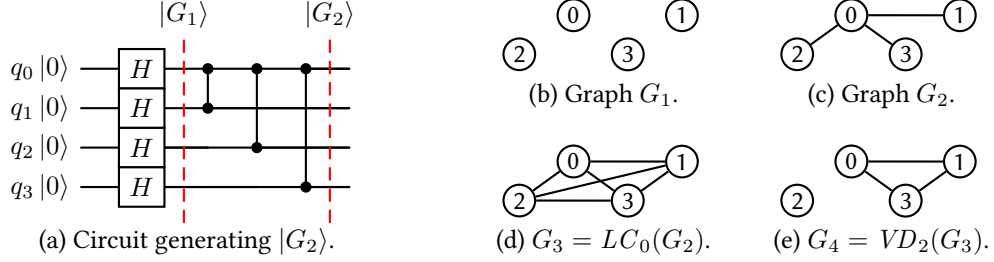 |G₁⟩ |G₂⟩
q₀ |0⟩ H
q₁ |0⟩ H
q₂ |0⟩ H
q₃ |0⟩ H
(a) Circuit generating |G₂⟩.
0 1
2 3
(b) Graph G₁.
0 1
2 3
(c) Graph G₂.
0 1
2 3
(d) G₃ = LC₀(G₂).
0 1
2 3
(e) G₄ = VD₂(G₃).